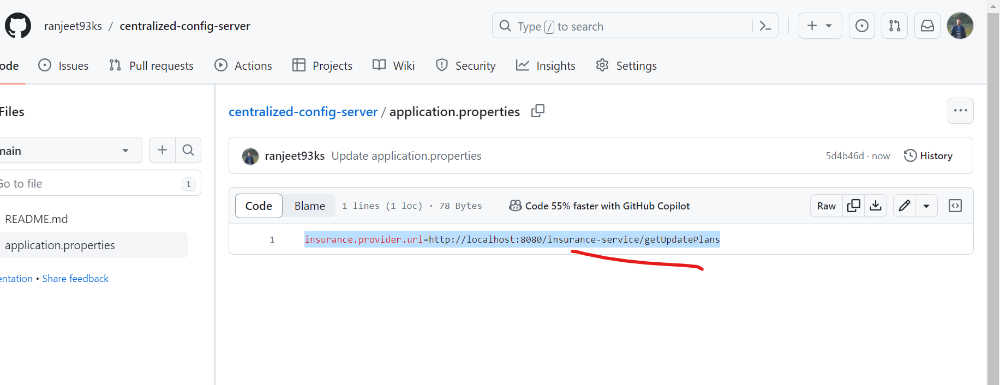 ranjeet93ks / centralized-config-server
Type / to search
ode
Issues
Pull requests
Actions
Projects
Wiki
Security
Insights
Settings
Files
main
Go to file
t
README.md
application.properties
entation • Share feedback
centralized-config-server / application.properties
ranjeet93ks Update application.properties
5d4b46d · now
History
Code
Blame
1 lines (1 loc) · 78 Bytes
Code 55% faster with GitHub Copilot
Raw
1 insurance.provider.url=http://localhost:8080/insurance-service/getUpdatePlans